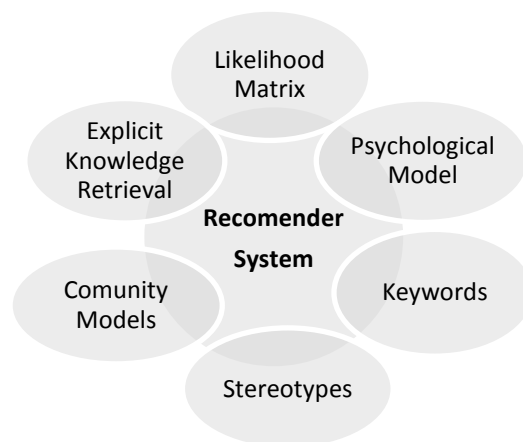 Likelihood
Matrix
Explicit
Knowledge
Retrieval
Psychological
Model
Recomender
System
Comunity
Models
Keywords
Stereotypes